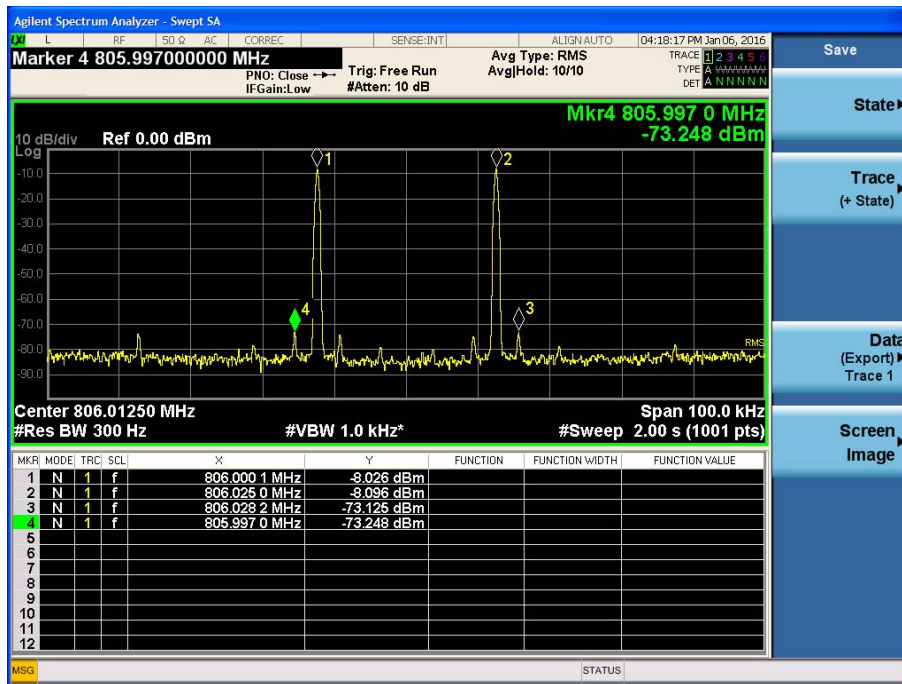 Agilent Spectrum Analyzer - Swept SA
LXI L RF 50 Ω AC CORREC SENSE:INT ALIGN AUTO 04:18:17 PM Jan 06, 2016
Marker 4 805.997000000 MHz
PNO: Close
IFGain:Low
Trig: Free Run
#Atten: 10 dB
Avg Type: RMS
Avg|Hold: 10/10
TRACE 1 2 3 4 5 6
TYPE A WWWWW
DET A N N N N N
Mkr4 805.997 0 MHz
-73.248 dBm
10 dB/div Ref 0.00 dBm
Log
-10.0
-20.0
-30.0
-40.0
-50.0
-60.0
-70.0
-80.0
-90.0
1
2
3
4
RMS
Center 806.01250 MHz Span 100.0 kHz
#Res BW 300 Hz #VBW 1.0 kHz* #Sweep 2.00 s (1001 pts)
MKR MODE TRC SCL X Y FUNCTION FUNCTION WIDTH FUNCTION VALUE
1 N 1 f 806.000 1 MHz -8.026 dBm
2 N 1 f 806.025 0 MHz -8.096 dBm
3 N 1 f 806.028 2 MHz -73.125 dBm
4 N 1 f 805.997 0 MHz -73.248 dBm
5
6
7
8
9
10
11
12
MSG STATUS
Save
State
Trace
(+ State)
Data
(Export)
Trace 1
Screen
Image